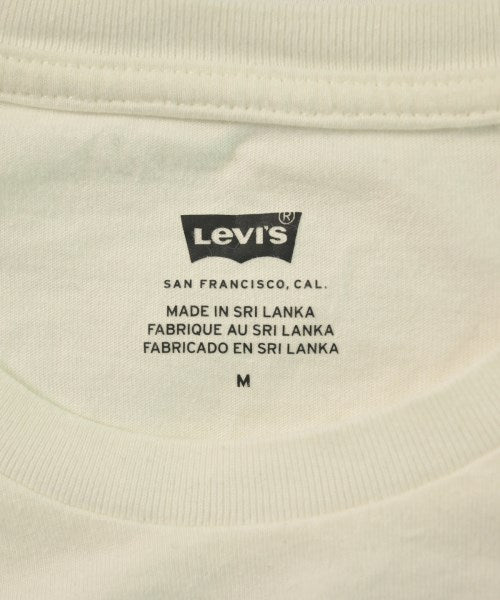 Levi's®
SAN FRANCISCO, CAL.
MADE IN SRI LANKA
FABRIQUE AU SRI LANKA
FABRICADO EN SRI LANKA
M